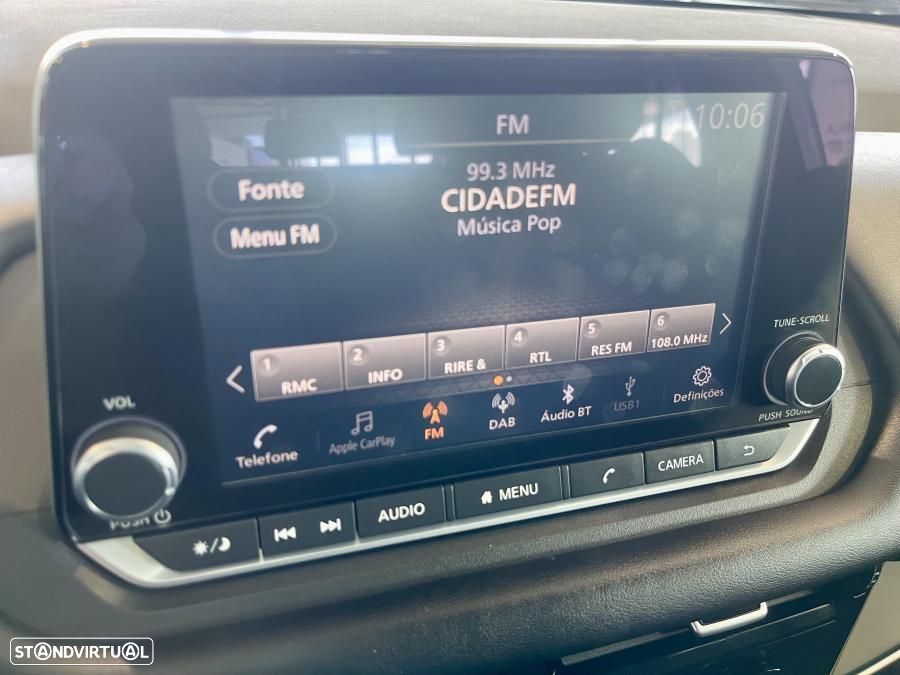 FM
10:06
99.3 MHz
CIDADEFM
Música Pop
Fonte
Menu FM
1 RMC
2 INFO
3 RIRE &
4 RTL
5 RES FM
6 108.0 MHz
Telefone
Apple CarPlay
FM
DAB
Áudio BT
USB1
Definições
VOL
PUSH
TUNE·SCROLL
PUSH SOUND
AUDIO
MENU
CAMERA
STANDVIRTUAL